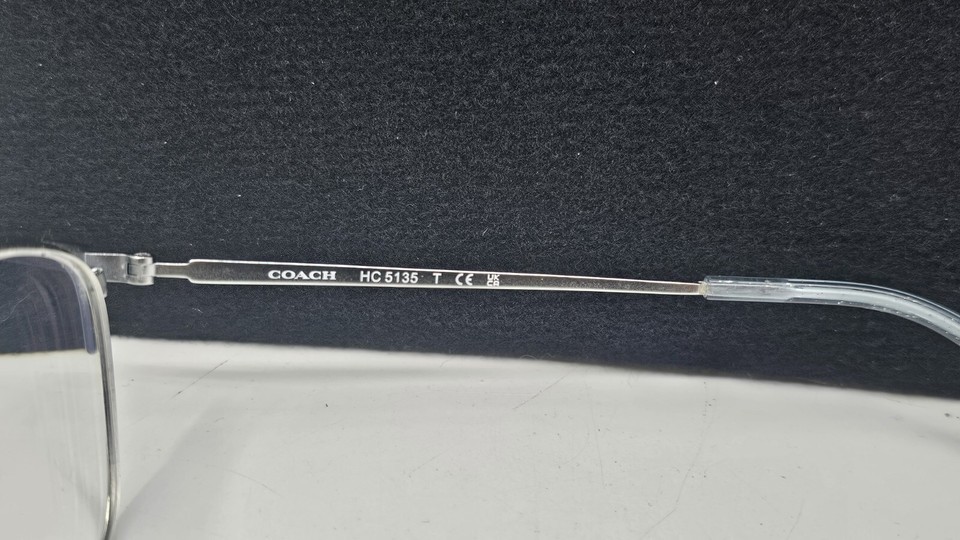 COACH HC 5135 T CE UK CA